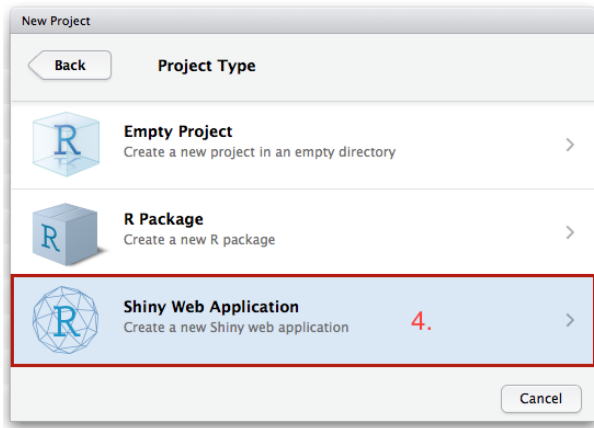 New Project
Back
Project Type
R
Empty Project
Create a new project in an empty directory
R
R Package
Create a new R package
R
Shiny Web Application
Create a new Shiny web application
4.
Cancel